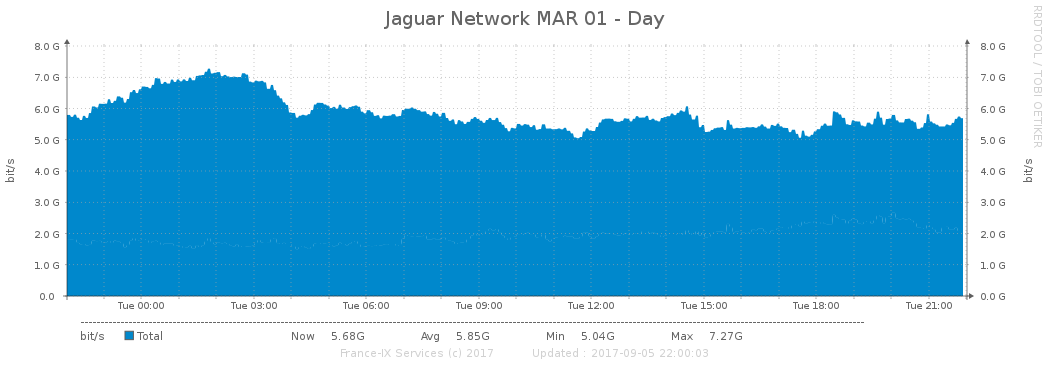 Jaguar Network MAR 01 - Day
RRDTOOL / TOBI OETIKER
8.0 G 8.0 G
7.0 G 7.0 G
6.0 G 6.0 G
5.0 G 5.0 G
4.0 G 4.0 G
3.0 G 3.0 G
2.0 G 2.0 G
1.0 G 1.0 G
0.0 0.0 G
bit/s bit/s
Tue 00:00 Tue 03:00 Tue 06:00 Tue 09:00 Tue 12:00 Tue 15:00 Tue 18:00 Tue 21:00
bit/s Total Now 5.68G Avg 5.85G Min 5.04G Max 7.27G
France-IX Services (c) 2017 Updated : 2017-09-05 22:00:03